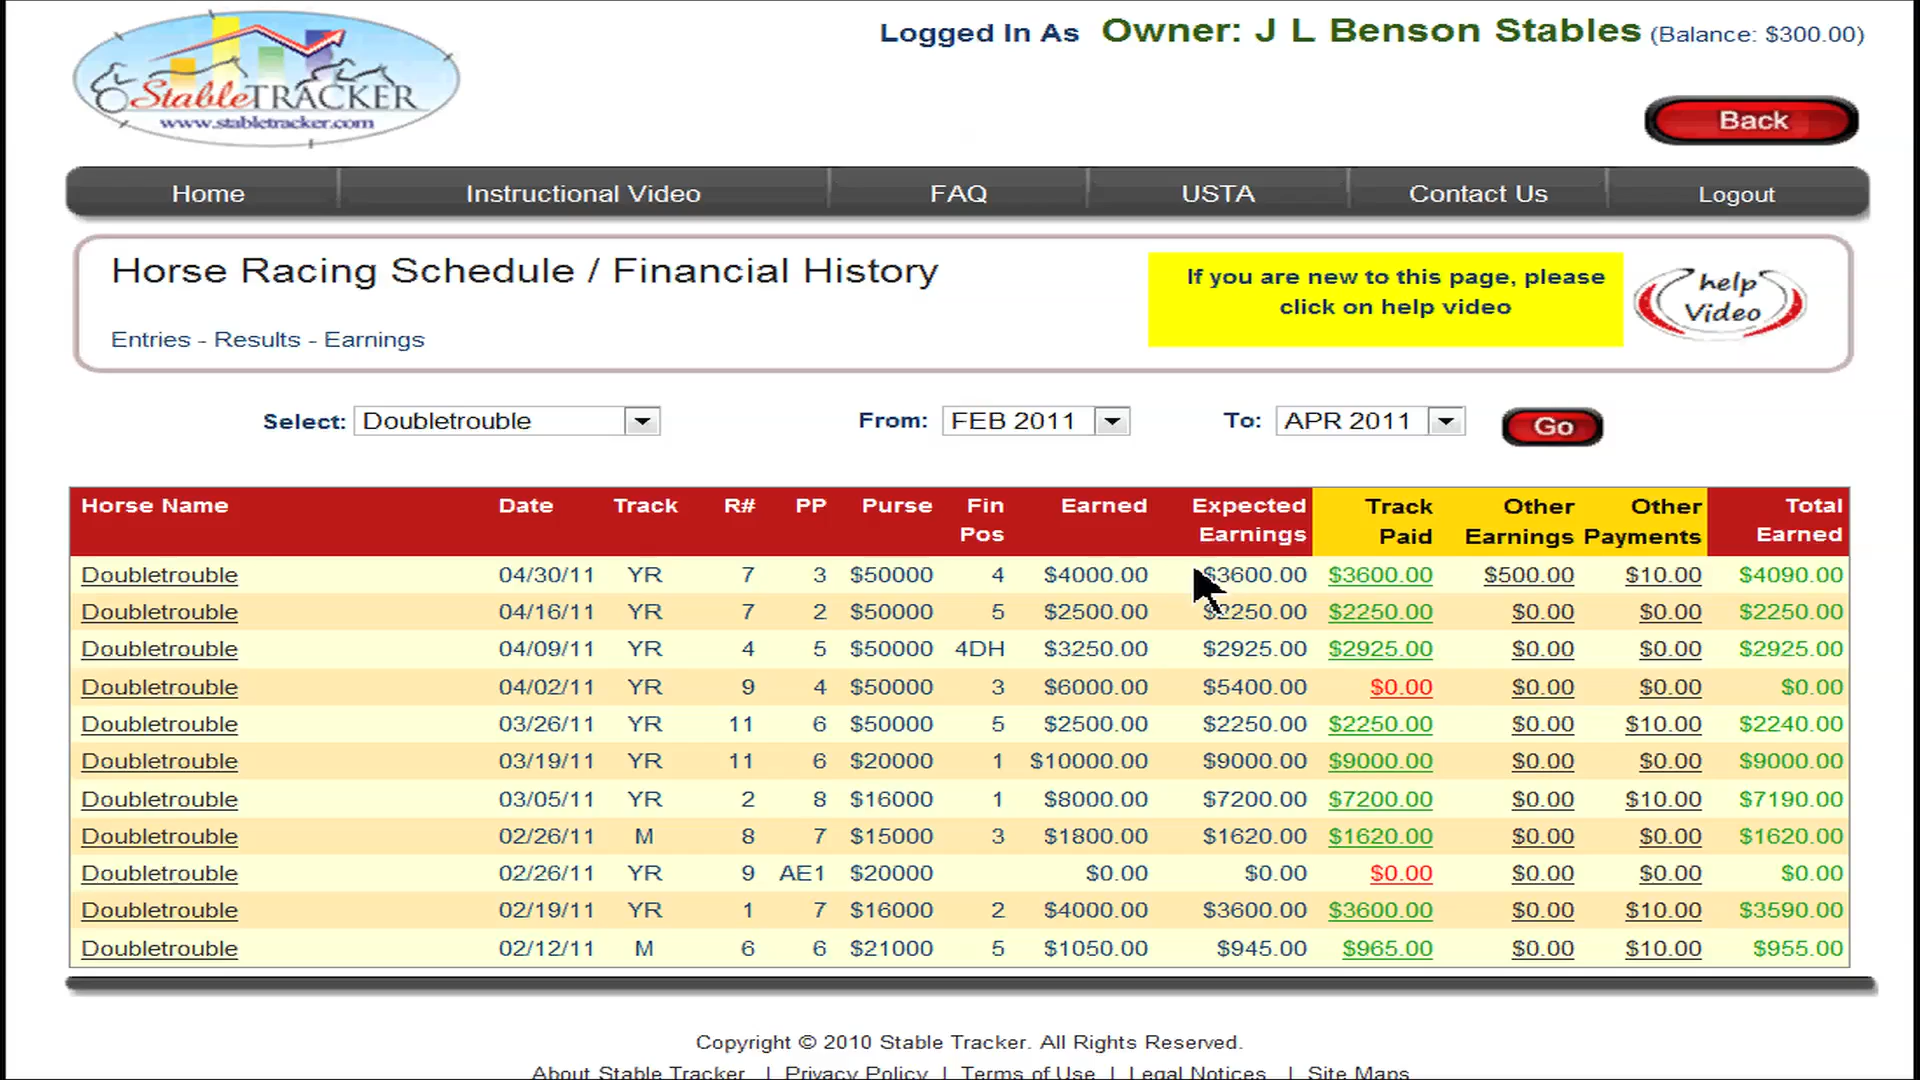 StableTRACKER
www.stabletracker.com
Logged In As Owner: J L Benson Stables (Balance: $300.00)
Back
Home Instructional Video FAQ USTA Contact Us Logout
Horse Racing Schedule / Financial History
If you are new to this page, please
click on help video
help
Video
Entries - Results - Earnings
Select: Doubletrouble From: FEB 2011 To: APR 2011 Go
Horse Name Date Track R# PP Purse Fin Pos Earned Expected Earnings Track Paid Other Earnings Other Payments Total Earned
Doubletrouble 04/30/11 YR 7 3 $50000 4 $4000.00 $3600.00 $3600.00 $500.00 $10.00 $4090.00
Doubletrouble 04/16/11 YR 7 2 $50000 5 $2500.00 $2250.00 $2250.00 $0.00 $0.00 $2250.00
Doubletrouble 04/09/11 YR 4 5 $50000 4DH $3250.00 $2925.00 $2925.00 $0.00 $0.00 $2925.00
Doubletrouble 04/02/11 YR 9 4 $50000 3 $6000.00 $5400.00 $0.00 $0.00 $0.00 $0.00
Doubletrouble 03/26/11 YR 11 6 $50000 5 $2500.00 $2250.00 $2250.00 $0.00 $10.00 $2240.00
Doubletrouble 03/19/11 YR 11 6 $20000 1 $10000.00 $9000.00 $9000.00 $0.00 $0.00 $9000.00
Doubletrouble 03/05/11 YR 2 8 $16000 1 $8000.00 $7200.00 $7200.00 $0.00 $10.00 $7190.00
Doubletrouble 02/26/11 M 8 7 $15000 3 $1800.00 $1620.00 $1620.00 $0.00 $0.00 $1620.00
Doubletrouble 02/26/11 YR 9 AE1 $20000 $0.00 $0.00 $0.00 $0.00 $0.00 $0.00
Doubletrouble 02/19/11 YR 1 7 $16000 2 $4000.00 $3600.00 $3600.00 $0.00 $10.00 $3590.00
Doubletrouble 02/12/11 M 6 6 $21000 5 $1050.00 $945.00 $965.00 $0.00 $10.00 $955.00
Copyright © 2010 Stable Tracker. All Rights Reserved.
About Stable Tracker | Privacy Policy | Terms of Use | Legal Notices | Site Maps